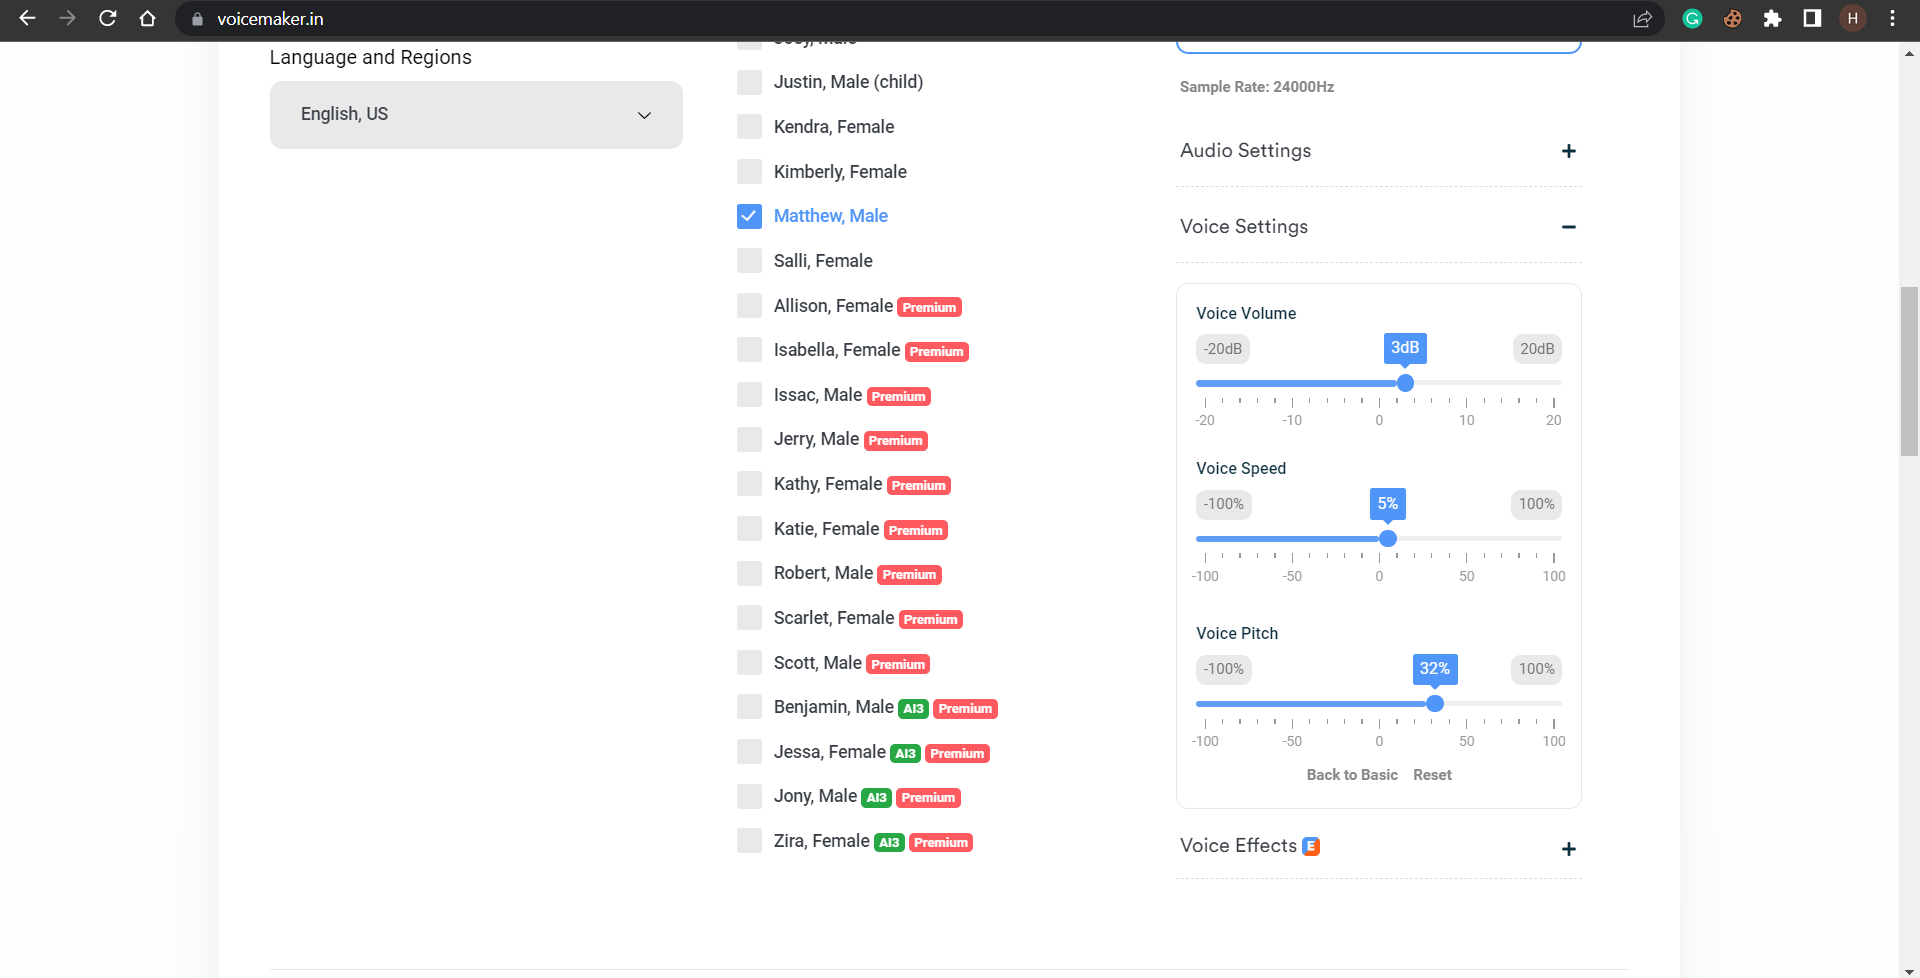 voicemaker.in
H
Language and Regions
English, US
Justin, Male (child)
Kendra, Female
Kimberly, Female
Matthew, Male
Salli, Female
Allison, Female Premium
Isabella, Female Premium
Issac, Male Premium
Jerry, Male Premium
Kathy, Female Premium
Katie, Female Premium
Robert, Male Premium
Scarlet, Female Premium
Scott, Male Premium
Benjamin, Male AI3 Premium
Jessa, Female AI3 Premium
Jony, Male AI3 Premium
Zira, Female AI3 Premium
Sample Rate: 24000Hz
Audio Settings +
Voice Settings −
Voice Volume
-20dB 3dB 20dB
-20 -10 0 10 20
Voice Speed
-100% 5% 100%
-100 -50 0 50 100
Voice Pitch
-100% 32% 100%
-100 -50 0 50 100
Back to Basic Reset
Voice Effects E +